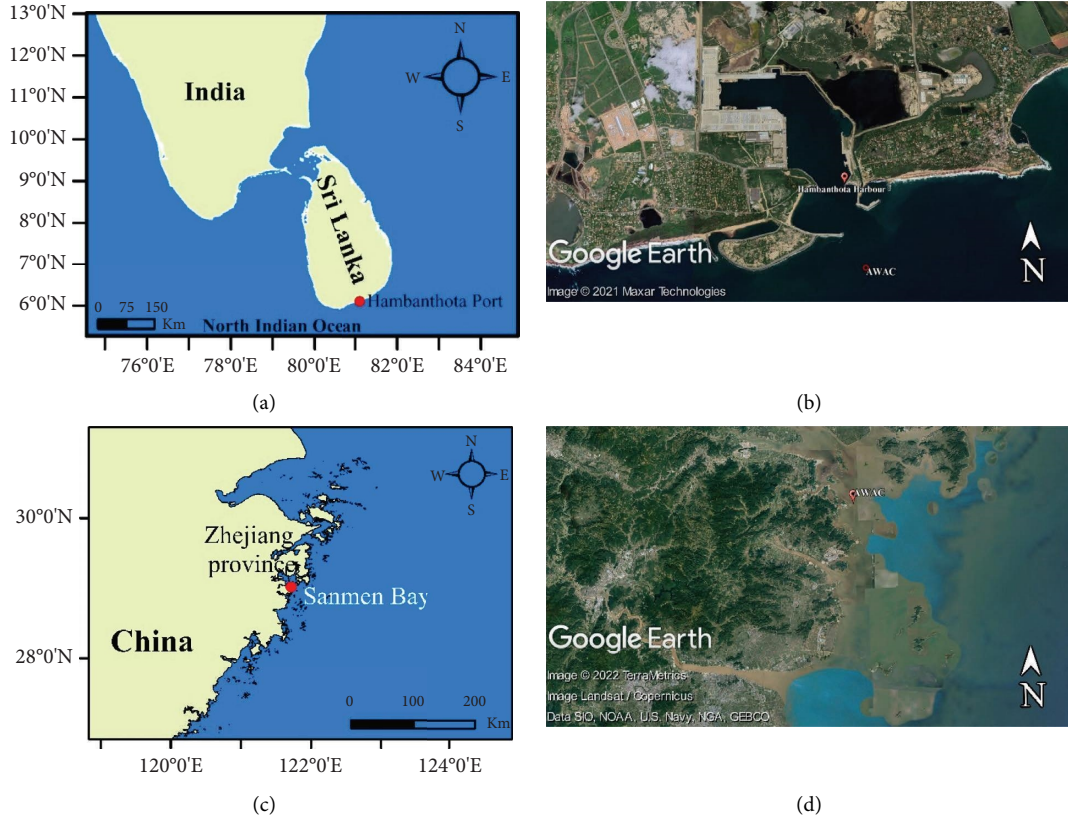 13°0'N
12°0'N
11°0'N
10°0'N
9°0'N
8°0'N
7°0'N
6°0'N
India
Sri Lanka
N
W
E
S
Hambanthota Port
0 75 150
Km
North Indian Ocean
76°0'E 78°0'E 80°0'E 82°0'E 84°0'E
(a)
Hambanthota Harbour
AWAC
Google Earth
Image © 2021 Maxar Technologies
N
(b)
30°0'N
28°0'N
N
W
E
S
Zhejiang
province
Sanmen Bay
China
0 100 200
Km
120°0'E 122°0'E 124°0'E
(c)
AWAC
Google Earth
Image © 2022 TerraMetrics
Image Landsat / Copernicus
Data SIO, NOAA, U.S. Navy, NGA, GEBCO
N
(d)